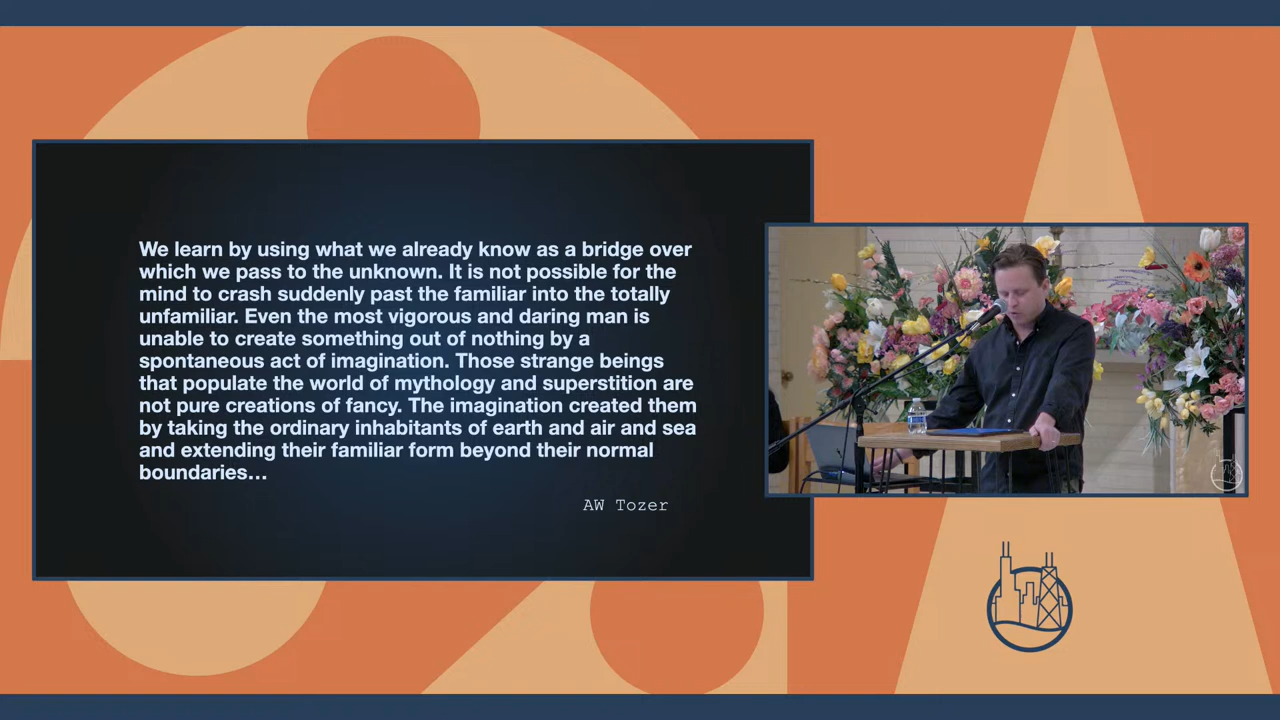 We learn by using what we already know as a bridge over
which we pass to the unknown. It is not possible for the
mind to crash suddenly past the familiar into the totally
unfamiliar. Even the most vigorous and daring man is
unable to create something out of nothing by a
spontaneous act of imagination. Those strange beings
that populate the world of mythology and superstition are
not pure creations of fancy. The imagination created them
by taking the ordinary inhabitants of earth and air and sea
and extending their familiar form beyond their normal
boundaries…
AW Tozer